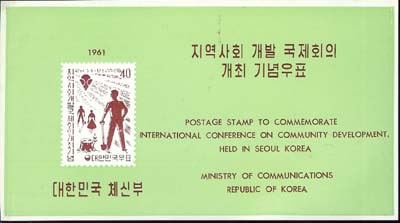 1961
지역사회 개발 국제회의
개최 기념우표
40
대한민국우표
POSTAGE STAMP TO COMMEMORATE
INTERNATIONAL CONFERENCE ON COMMUNITY DEVELOPMENT.
HELD IN SEOUL KOREA
대한민국 체신부
MINISTRY OF COMMUNICATIONS
REPUBLIC OF KOREA